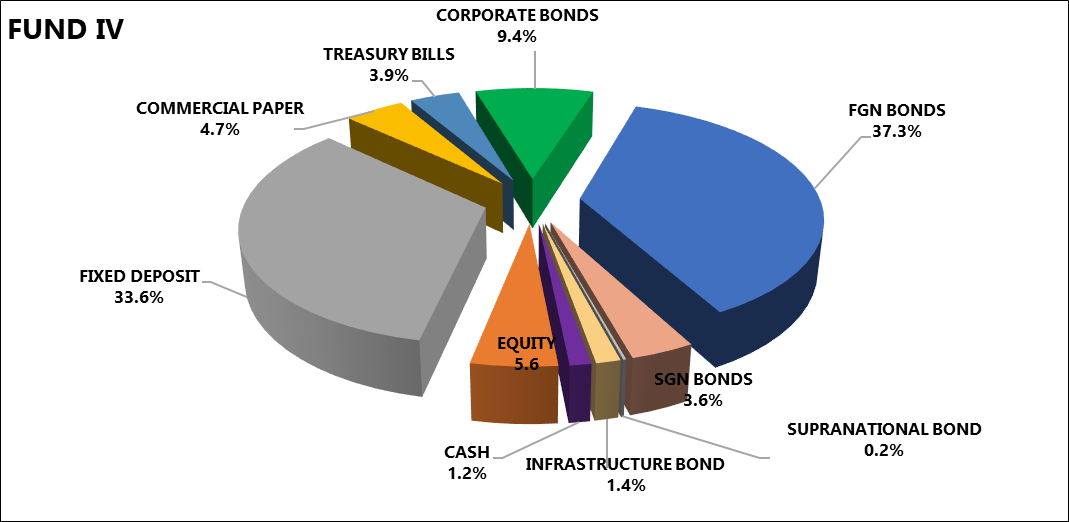 FUND IV
CORPORATE BONDS
9.4%
TREASURY BILLS
3.9%
COMMERCIAL PAPER
4.7%
FGN BONDS
37.3%
FIXED DEPOSIT
33.6%
EQUITY
5.6
SGN BONDS
3.6%
SUPRANATIONAL BOND
0.2%
CASH
1.2%
INFRASTRUCTURE BOND
1.4%